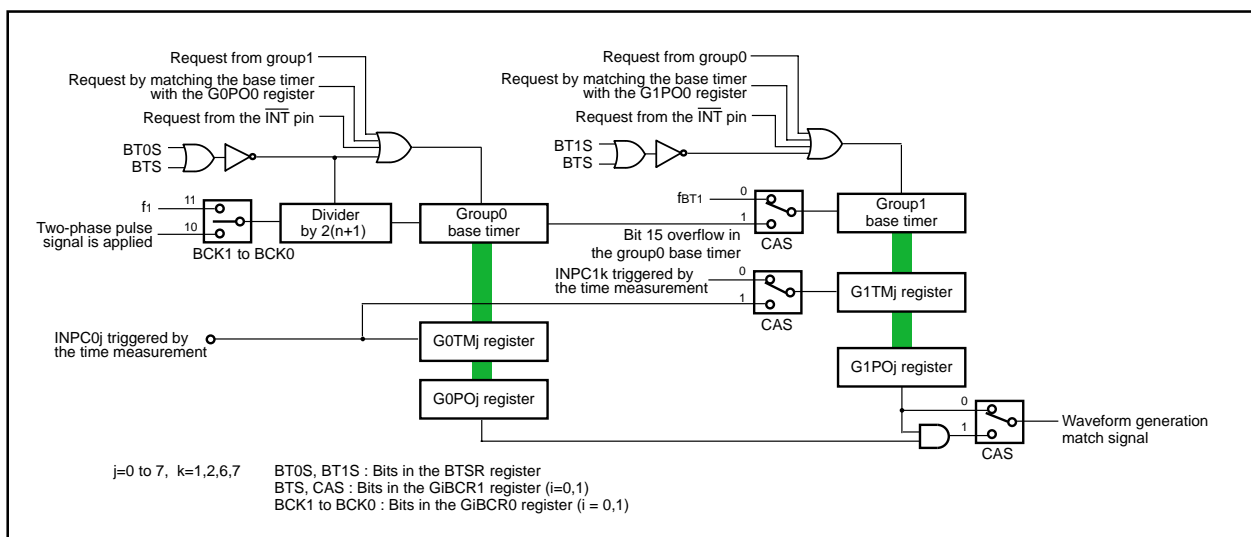 Request from group1
Request by matching the base timer
with the G0PO0 register
Request from the INT pin
BT0S
BTS
f1
11
Two-phase pulse
signal is applied
10
BCK1 to BCK0
Divider
by 2(n+1)
Group0
base timer
Request from group0
Request by matching the base timer
with the G1PO0 register
Request from the INT pin
BT1S
BTS
fBT1
0
1
CAS
Bit 15 overflow in
the group0 base timer
Group1
base timer
INPC1k triggered by
the time measurement
0
1
CAS
G1TMj register
INPC0j triggered by
the time measurement
G0TMj register
G0POj register
G1POj register
0
1
CAS
Waveform generation
match signal
j=0 to 7, k=1,2,6,7
BT0S, BT1S : Bits in the BTSR register
BTS, CAS : Bits in the GiBCR1 register (i=0,1)
BCK1 to BCK0 : Bits in the GiBCR0 register (i = 0,1)